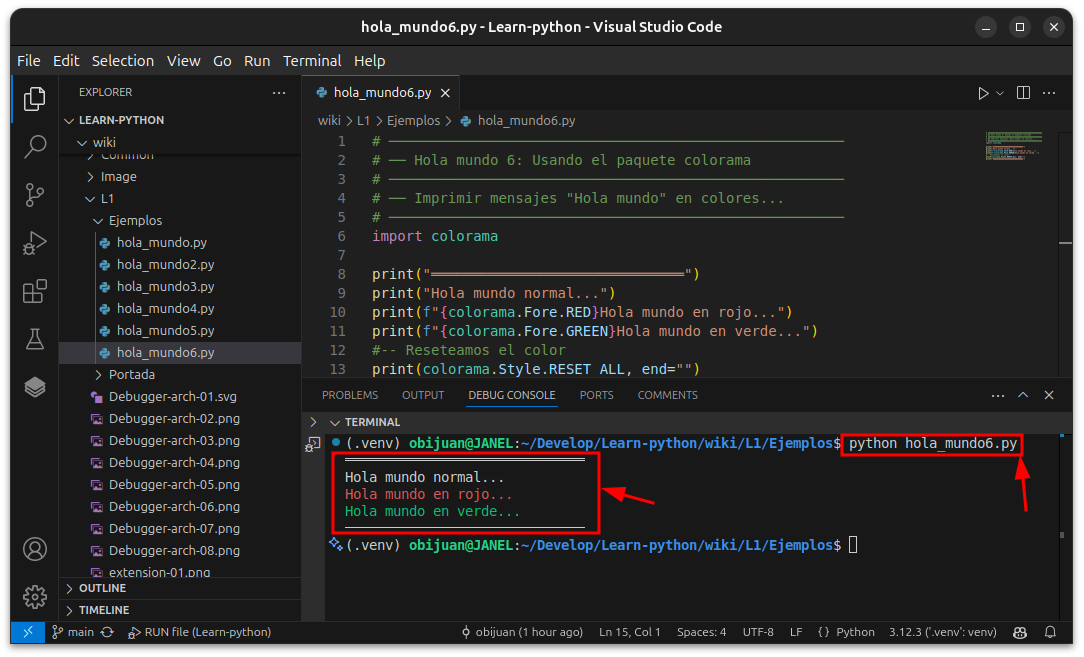 hola_mundo6.py - Learn-python - Visual Studio Code
File Edit Selection View Go Run Terminal Help
EXPLORER
LEARN-PYTHON
wiki
Common
Image
L1
Ejemplos
hola_mundo.py
hola_mundo2.py
hola_mundo3.py
hola_mundo4.py
hola_mundo5.py
hola_mundo6.py
Portada
Debugger-arch-01.svg
Debugger-arch-02.png
Debugger-arch-03.png
Debugger-arch-04.png
Debugger-arch-05.png
Debugger-arch-06.png
Debugger-arch-07.png
Debugger-arch-08.png
extension-01.png
OUTLINE
TIMELINE
hola_mundo6.py
wiki > L1 > Ejemplos > hola_mundo6.py
1 # ──────────────────────────────
2 # ── Hola mundo 6: Usando el paquete colorama
3 # ──────────────────────────────
4 # ── Imprimir mensajes "Hola mundo" en colores...
5 # ──────────────────────────────
6 import colorama
7
8 print("══════════════════════════════")
9 print("Hola mundo normal...")
10 print(f"{colorama.Fore.RED}Hola mundo en rojo...")
11 print(f"{colorama.Fore.GREEN}Hola mundo en verde...")
12 #-- Reseteamos el color
13 print(colorama.Style.RESET_ALL, end="")
PROBLEMS OUTPUT DEBUG CONSOLE PORTS COMMENTS
TERMINAL
(.venv) obijuan@JANEL:~/Develop/Learn-python/wiki/L1/Ejemplos$ python hola_mundo6.py
══════════════════════════════
Hola mundo normal...
Hola mundo en rojo...
Hola mundo en verde...
──────────────────────────────
(.venv) obijuan@JANEL:~/Develop/Learn-python/wiki/L1/Ejemplos$
main RUN file (Learn-python) obijuan (1 hour ago) Ln 15, Col 1 Spaces: 4 UTF-8 LF {} Python 3.12.3 ('.venv': venv)